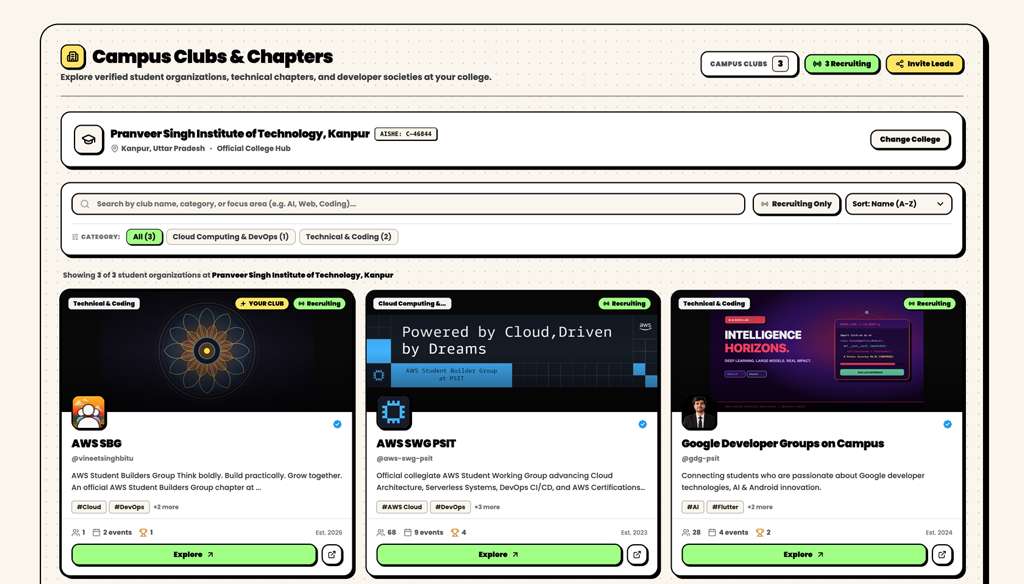 Campus Clubs & Chapters
Explore verified student organizations, technical chapters, and developer societies at your college.
CAMPUS CLUBS 3
3 Recruiting
Invite Leads
Pranveer Singh Institute of Technology, Kanpur
AISHE: C-46844
Kanpur, Uttar Pradesh • Official College Hub
Change College
Search by club name, category, or focus area (e.g. AI, Web, Coding)...
Recruiting Only
Sort: Name (A-Z)
CATEGORY:
All (3)
Cloud Computing & DevOps (1)
Technical & Coding (2)
Showing 3 of 3 student organizations at Pranveer Singh Institute of Technology, Kanpur
Technical & Coding
YOUR CLUB
Recruiting
AWS SBG
@vineetsinghbitu
AWS Student Builders Group Think boldly. Build practically. Grow together.
An official AWS Student Builders Group chapter at ...
#Cloud
#DevOps
+2 more
1
2 events
1
Est. 2026
Explore
Cloud Computing &...
Recruiting
Powered by Cloud,Driven
by Dreams
aws
AWS Student Builder Group
at PSIT
AWS SWG PSIT
@aws-swg-psit
Official collegiate AWS Student Working Group advancing Cloud
Architecture, Serverless Systems, DevOps CI/CD, and AWS Certifications...
#AWS Cloud
#DevOps
+3 more
68
9 events
4
Est. 2023
Explore
Technical & Coding
Recruiting
INTELLIGENCE
HORIZONS.
DEEP LEARNING. LARGE MODELS. REAL IMPACT.
Google Developer Groups on Campus
@gdg-psit
Connecting students who are passionate about Google developer
technologies, AI & Android innovation.
#AI
#Flutter
+2 more
28
4 events
2
Est. 2024
Explore